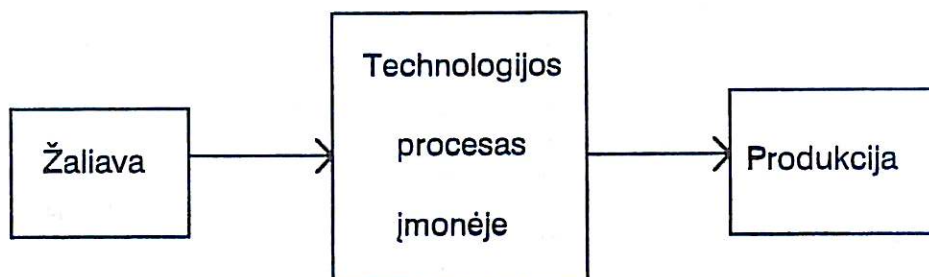 Žaliava
Technologijos
procesas
įmonėje
Produkcija